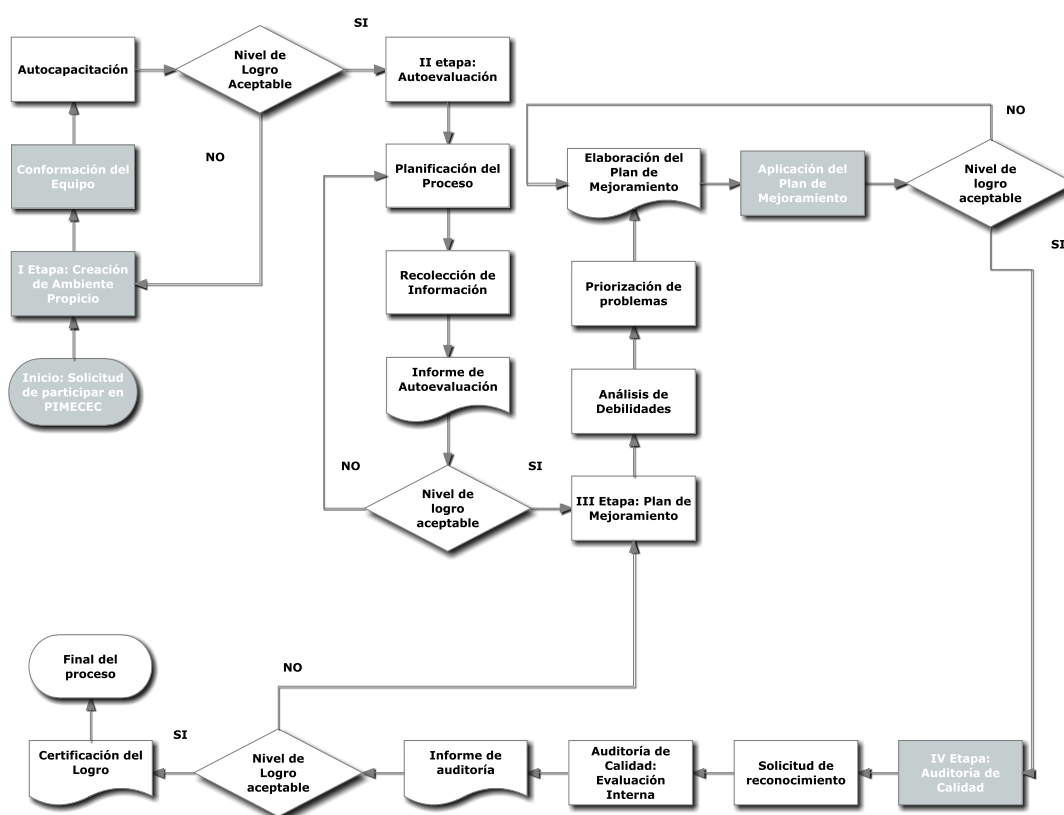 SI
Autocapacitación
Nivel de
Logro
Aceptable
II etapa:
Autoevaluación
NO
Conformación del
Equipo
I Etapa: Creación
de Ambiente
Propicio
Inicio: Solicitud
de participar en
PIMECEC
Planificación del
Proceso
Recolección de
Información
Informe de
Autoevaluación
NO
SI
Nivel de
logro
aceptable
III Etapa: Plan de
Mejoramiento
Análisis de
Debilidades
Priorización de
problemas
Elaboración del
Plan de
Mejoramiento
Aplicación del
Plan de
Mejoramiento
NO
Nivel de
logro
aceptable
SI
IV Etapa:
Auditoría de
Calidad
Solicitud de
reconocimiento
Auditoría de
Calidad:
Evaluación
Interna
Informe de
auditoría
NO
Nivel de
Logro
aceptable
SI
Certificación del
Logro
Final del
proceso